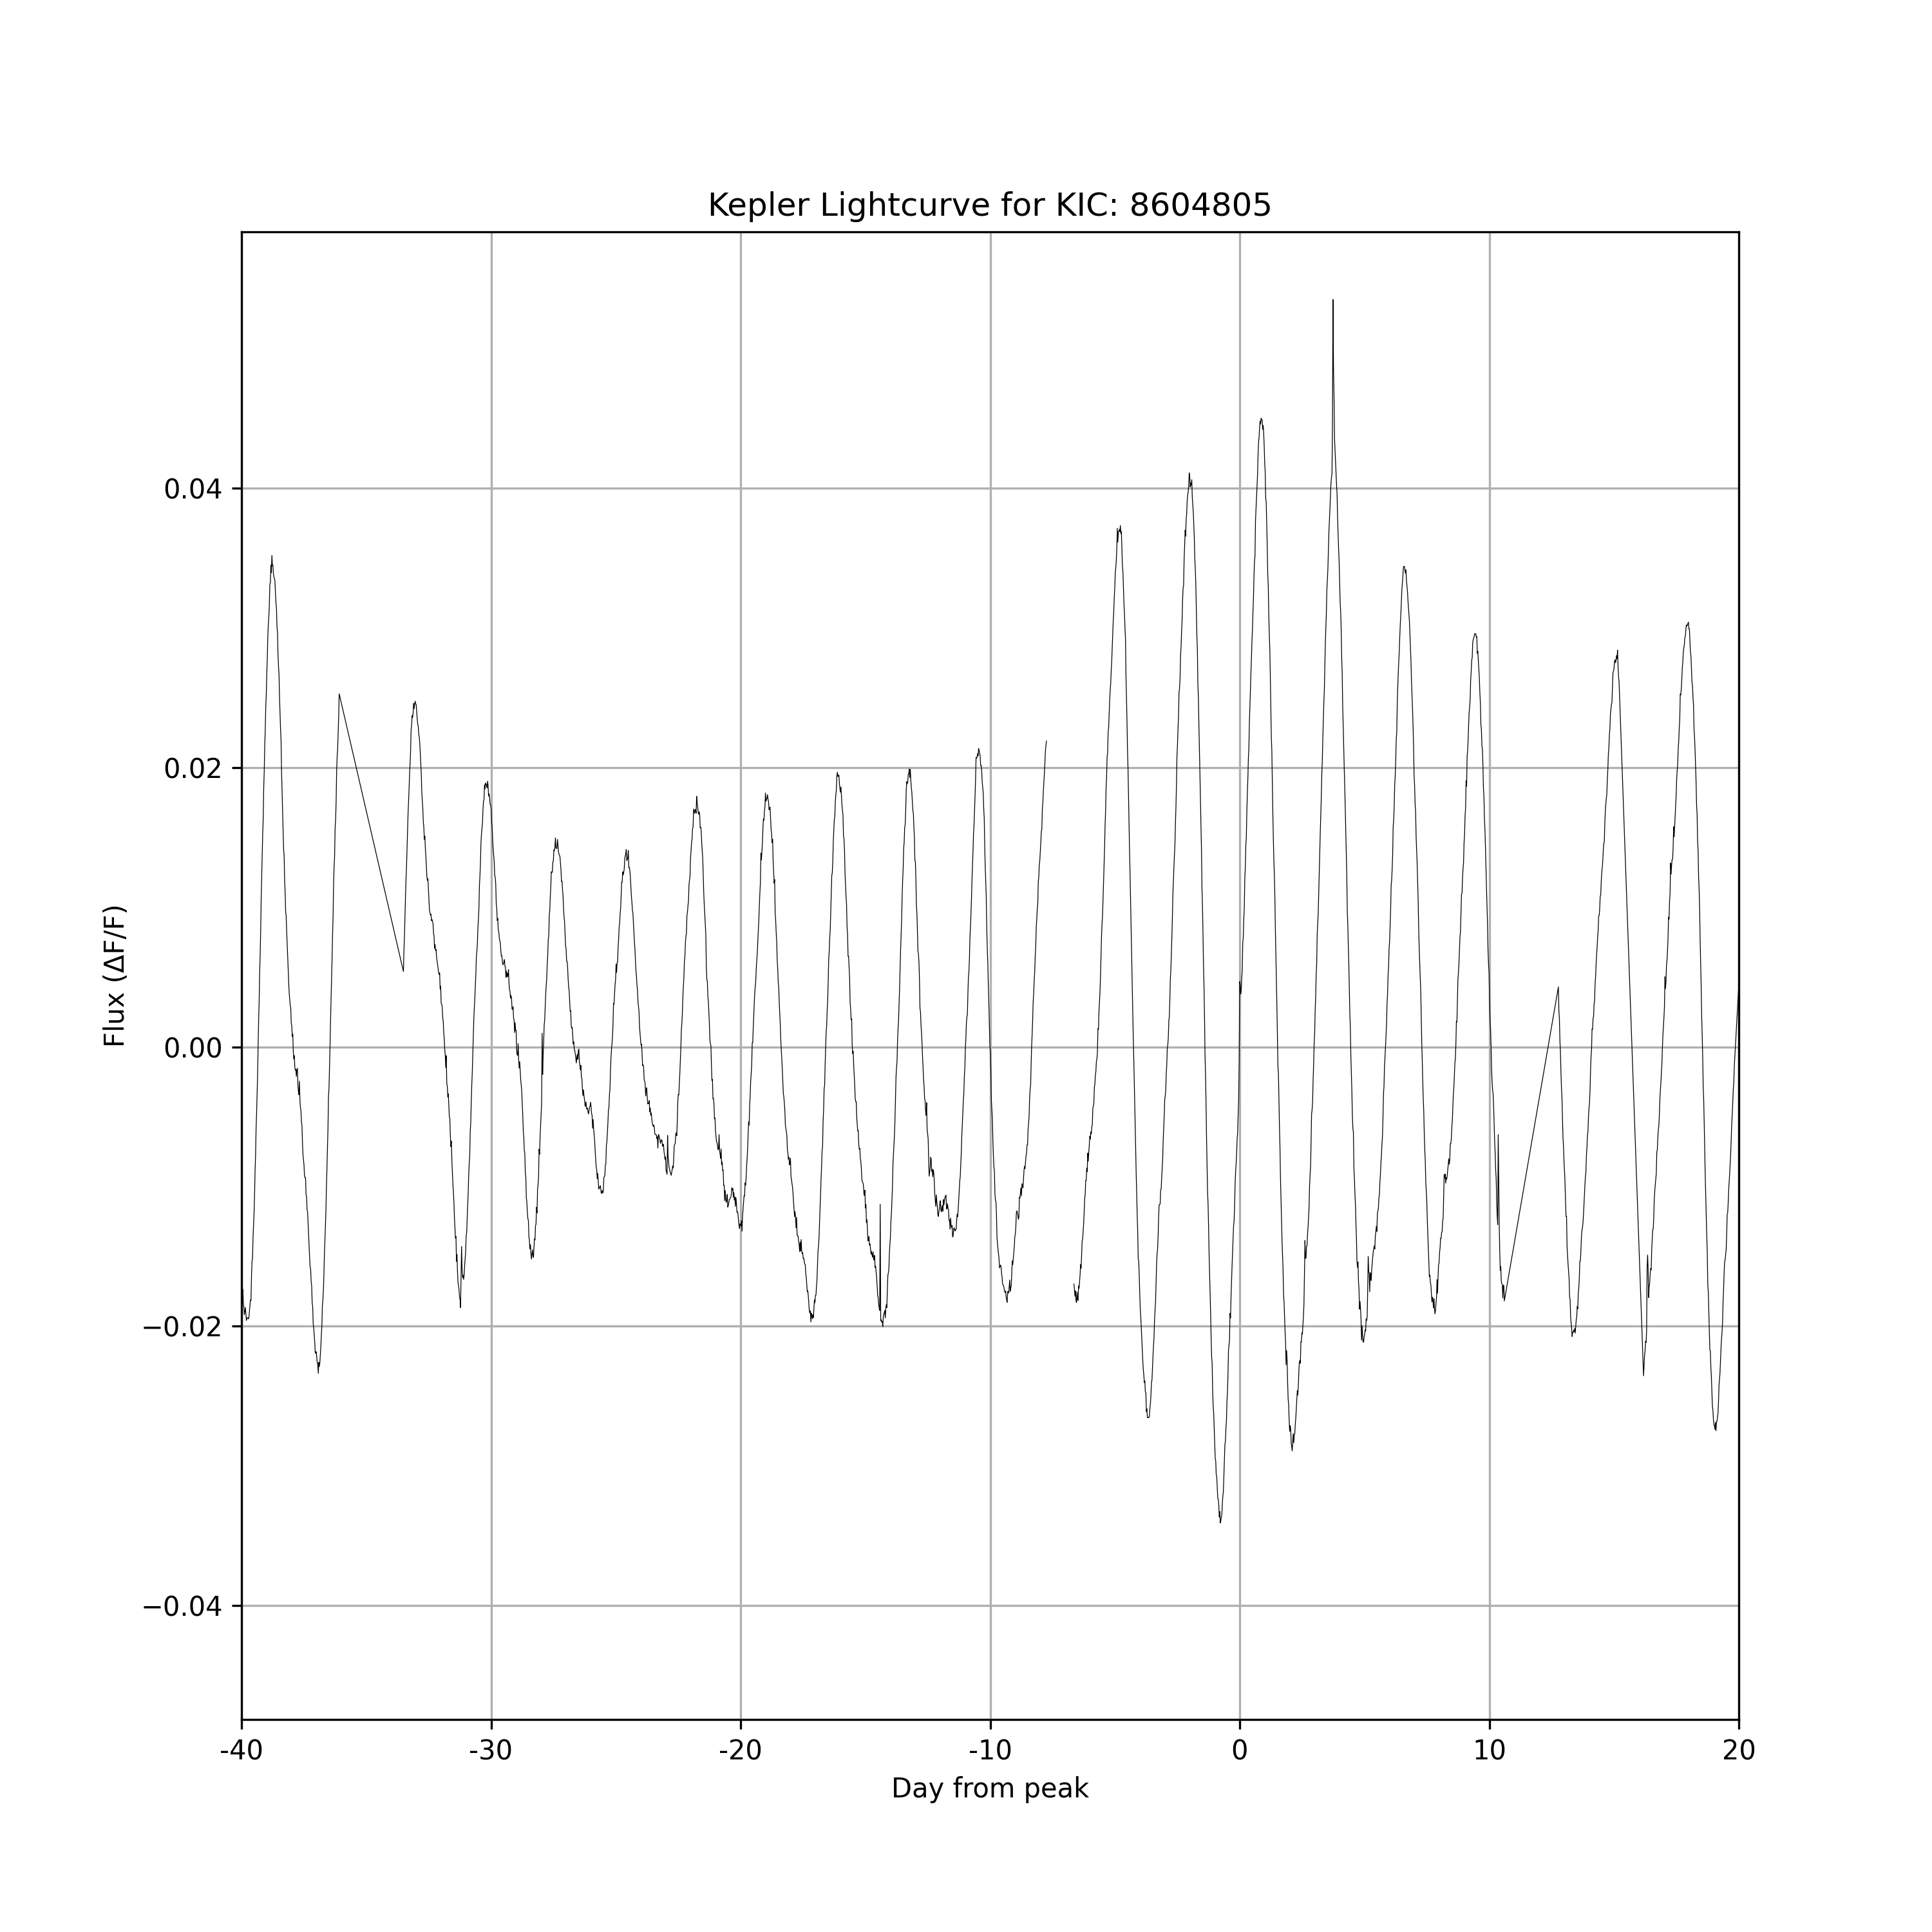 Kepler Lightcurve for KIC: 8604805
Flux (ΔF/F)
0.04
0.02
0.00
−0.02
−0.04
-40 -30 -20 -10 0 10 20
Day from peak